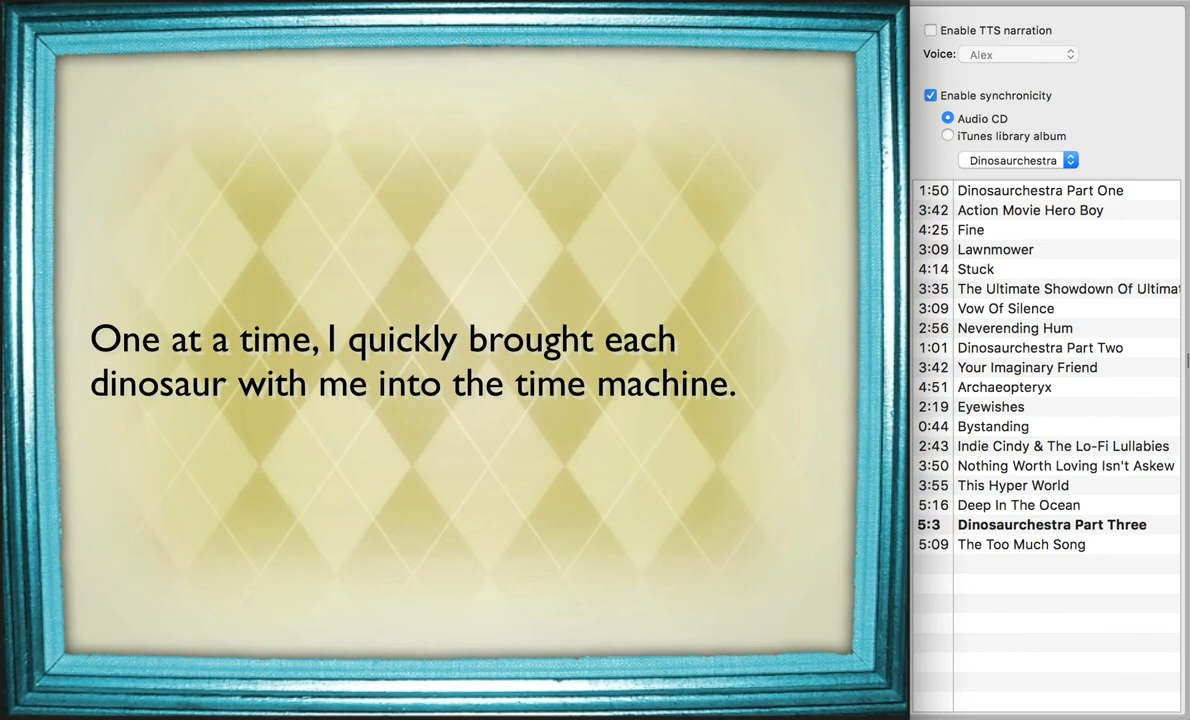 One at a time, I quickly brought each
dinosaur with me into the time machine.
Enable TTS narration
Voice: Alex
Enable synchronicity
Audio CD
iTunes library album
Dinosaurchestra
1:50 Dinosaurchestra Part One
3:42 Action Movie Hero Boy
4:25 Fine
3:09 Lawnmower
4:14 Stuck
3:35 The Ultimate Showdown Of Ultimat
3:09 Vow Of Silence
2:56 Neverending Hum
1:01 Dinosaurchestra Part Two
3:42 Your Imaginary Friend
4:51 Archaeopteryx
2:19 Eyewishes
0:44 Bystanding
2:43 Indie Cindy & The Lo-Fi Lullabies
3:50 Nothing Worth Loving Isn't Askew
3:55 This Hyper World
5:16 Deep In The Ocean
5:3 Dinosaurchestra Part Three
5:09 The Too Much Song